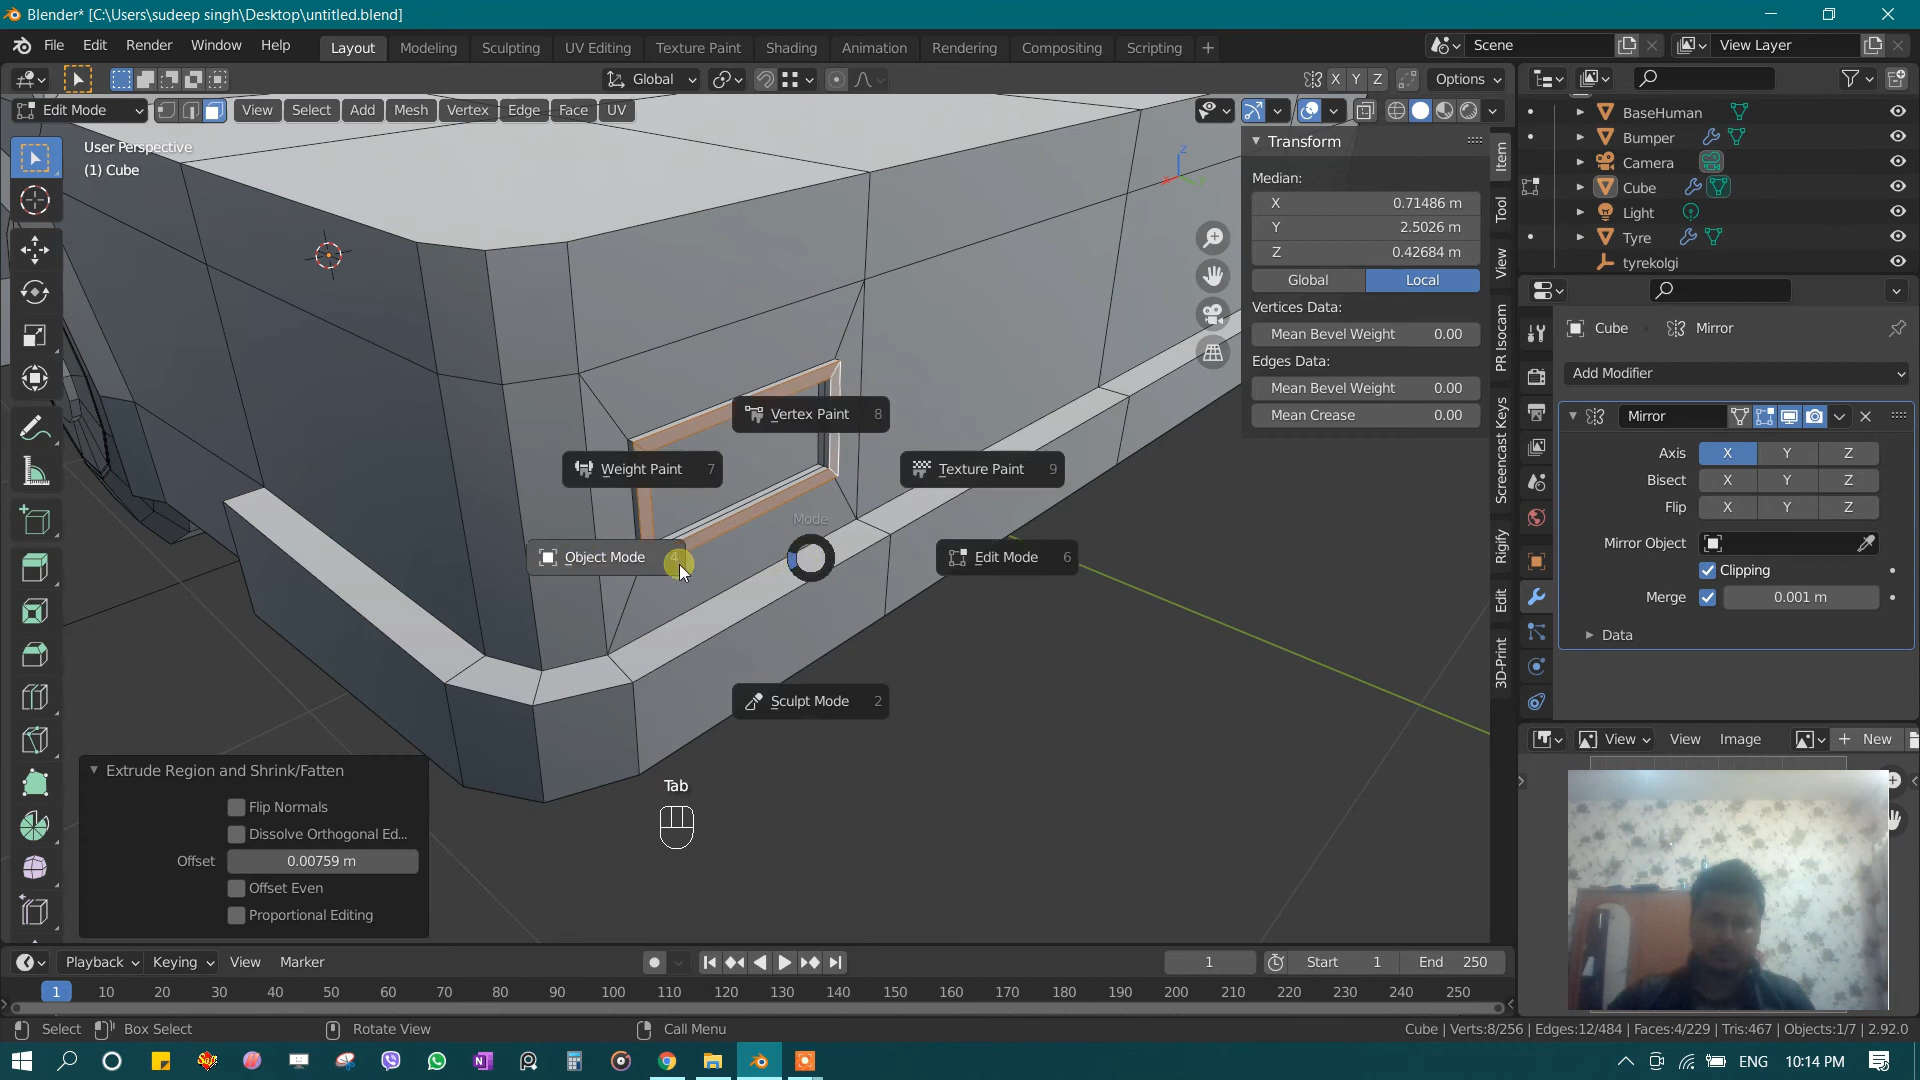 Blender* [C:\Users\sudeep singh\Desktop\untitled.blend]
File Edit Render Window Help
Layout Modeling Sculpting UV Editing Texture Paint Shading Animation Rendering Compositing Scripting +
Scene
View Layer
Global
X Y Z
Options
Edit Mode
View Select Add Mesh Vertex Edge Face UV
User Perspective
(1) Cube
Transform
Median:
X 0.71486 m
Y 2.5026 m
Z 0.42684 m
Global Local
Vertices Data:
Mean Bevel Weight 0.00
Edges Data:
Mean Bevel Weight 0.00
Mean Crease 0.00
Item
Tool
View
PR Isocam
Screencast Keys
Rigify
Edit
3D-Print
Vertex Paint 8
Weight Paint 7
Texture Paint 9
Mode
Object Mode 4
Edit Mode 6
Sculpt Mode 2
Tab
Extrude Region and Shrink/Fatten
Flip Normals
Dissolve Orthogonal Ed...
Offset 0.00759 m
Offset Even
Proportional Editing
BaseHuman
Bumper
Camera
Cube
Light
Tyre
tyrekolgi
Cube Mirror
Add Modifier
Mirror
Axis X Y Z
Bisect X Y Z
Flip X Y Z
Mirror Object
Clipping
Merge 0.001 m
Data
View View Image + New
Playback Keying View Marker
1
Start 1
End 250
1 10 20 30 40 50 60 70 80 90 100 110 120 130 140 150 160 170 180 190 200 210 220 230 240 250
Select Box Select Rotate View Call Menu
Cube | Verts:8/256 | Edges:12/484 | Faces:4/229 | Tris:467 | Objects:1/7 | 2.92.0
ENG 10:14 PM